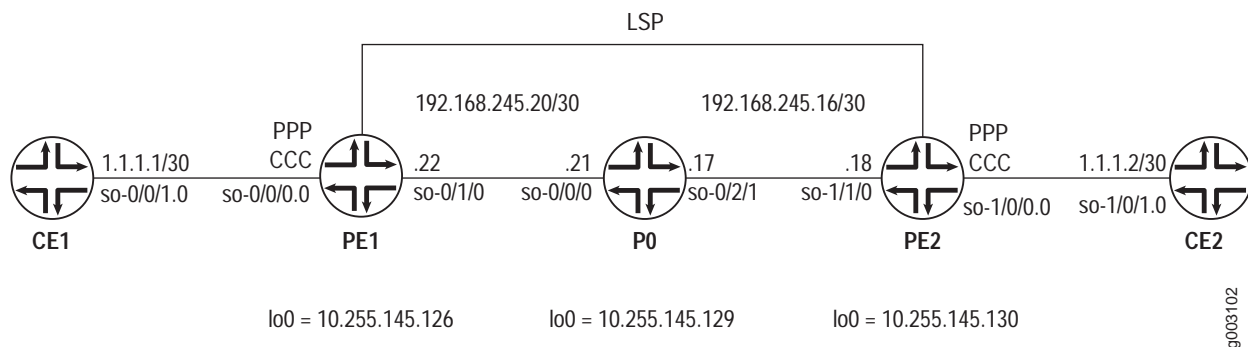 LSP
192.168.245.20/30
192.168.245.16/30
PPP
CCC
PPP
CCC
1.1.1.1/30
.22
.21
.17
.18
1.1.1.2/30
so-0/0/1.0
so-0/0/0.0
so-0/1/0
so-0/0/0
so-0/2/1
so-1/1/0
so-1/0/0.0
so-1/0/1.0
CE1
PE1
P0
PE2
CE2
lo0 = 10.255.145.126
lo0 = 10.255.145.129
lo0 = 10.255.145.130
g003102